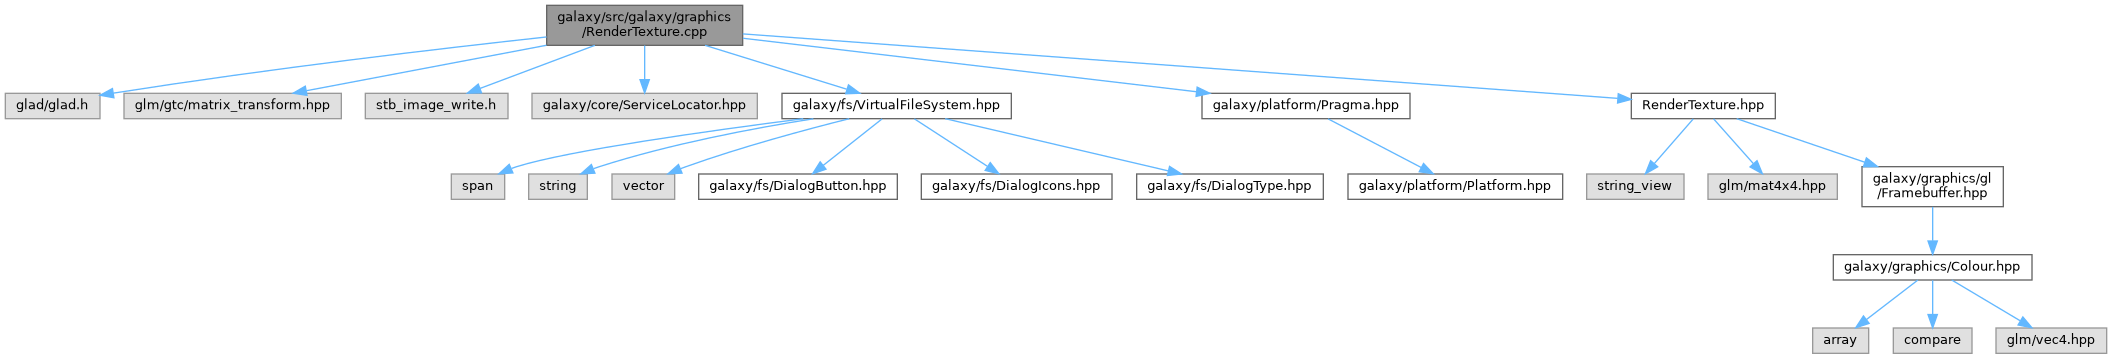 galaxy/src/galaxy/graphics
/RenderTexture.cpp
glad/glad.h
glm/gtc/matrix_transform.hpp
stb_image_write.h
galaxy/core/ServiceLocator.hpp
galaxy/fs/VirtualFileSystem.hpp
galaxy/platform/Pragma.hpp
RenderTexture.hpp
span
string
vector
galaxy/fs/DialogButton.hpp
galaxy/fs/DialogIcons.hpp
galaxy/fs/DialogType.hpp
galaxy/platform/Platform.hpp
string_view
glm/mat4x4.hpp
galaxy/graphics/gl
/Framebuffer.hpp
galaxy/graphics/Colour.hpp
array
compare
glm/vec4.hpp